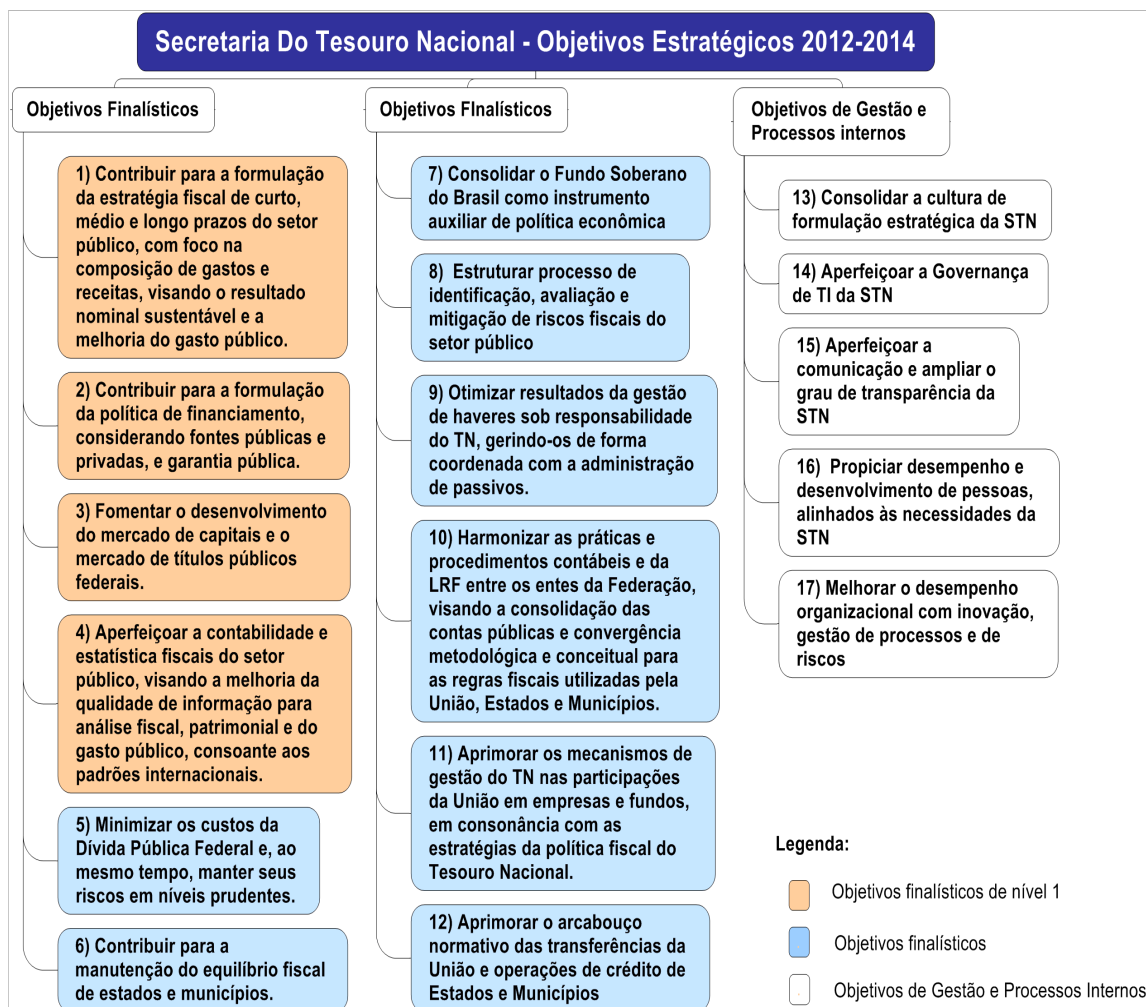 Secretaria Do Tesouro Nacional - Objetivos Estratégicos 2012-2014
Objetivos Finalísticos
1) Contribuir para a formulação
da estratégia fiscal de curto,
médio e longo prazos do setor
público, com foco na
composição de gastos e
receitas, visando o resultado
nominal sustentável e a
melhoria do gasto público.
2) Contribuir para a formulação
da política de financiamento,
considerando fontes públicas e
privadas, e garantia pública.
3) Fomentar o desenvolvimento
do mercado de capitais e o
mercado de títulos públicos
federais.
4) Aperfeiçoar a contabilidade e
estatística fiscais do setor
público, visando a melhoria da
qualidade de informação para
análise fiscal, patrimonial e do
gasto público, consoante aos
padrões internacionais.
5) Minimizar os custos da
Dívida Pública Federal e, ao
mesmo tempo, manter seus
riscos em níveis prudentes.
6) Contribuir para a
manutenção do equilíbrio fiscal
de estados e municípios.
Objetivos FInalísticos
7) Consolidar o Fundo Soberano
do Brasil como instrumento
auxiliar de política econômica
8) Estruturar processo de
identificação, avaliação e
mitigação de riscos fiscais do
setor público
9) Otimizar resultados da gestão
de haveres sob responsabilidade
do TN, gerindo-os de forma
coordenada com a administração
de passivos.
10) Harmonizar as práticas e
procedimentos contábeis e da
LRF entre os entes da Federação,
visando a consolidação das
contas públicas e convergência
metodológica e conceitual para
as regras fiscais utilizadas pela
União, Estados e Municípios.
11) Aprimorar os mecanismos de
gestão do TN nas participações
da União em empresas e fundos,
em consonância com as
estratégias da política fiscal do
Tesouro Nacional.
12) Aprimorar o arcabouço
normativo das transferências da
União e operações de crédito de
Estados e Municípios
Objetivos de Gestão e
Processos internos
13) Consolidar a cultura de
formulação estratégica da STN
14) Aperfeiçoar a Governança
de TI da STN
15) Aperfeiçoar a
comunicação e ampliar o
grau de transparência da
STN
16) Propiciar desempenho e
desenvolvimento de pessoas,
alinhados às necessidades da
STN
17) Melhorar o desempenho
organizacional com inovação,
gestão de processos e de
riscos
Legenda:
Objetivos finalísticos de nível 1
Objetivos finalísticos
Objetivos de Gestão e Processos Internos